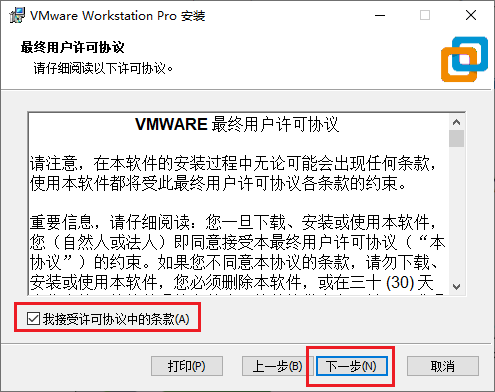 VMware Workstation Pro 安装
最终用户许可协议
请仔细阅读以下许可协议。
VMWARE 最终用户许可协议
请注意，在本软件的安装过程中无论可能会出现任何条款，
使用本软件都将受此最终用户许可协议各条款的约束。
重要信息，请仔细阅读：您一旦下载、安装或使用本软件，
您（自然人或法人）即同意接受本最终用户许可协议（“本
协议”）的约束。如果您不同意本协议的条款，请勿下载、
安装或使用本软件，您必须删除本软件，或在三十 (30) 天
我接受许可协议中的条款(A)
打印(P)
上一步(B)
下一步(N)
取消